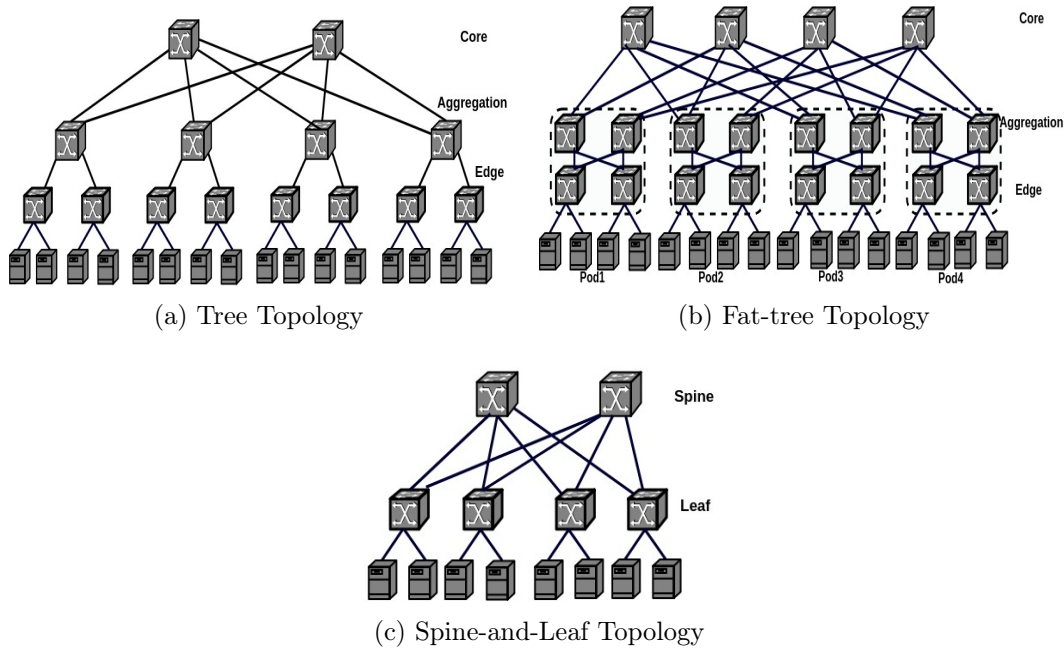 Core
Aggregation
Edge
(a) Tree Topology
Core
Aggregation
Edge
Pod1 Pod2 Pod3 Pod4
(b) Fat-tree Topology
Spine
Leaf
(c) Spine-and-Leaf Topology